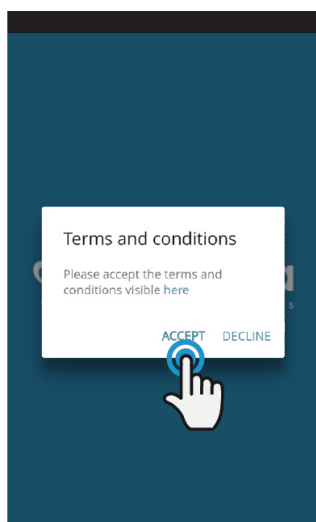 Terms and conditions
Please accept the terms and
conditions visible here
ACCEPT DECLINE